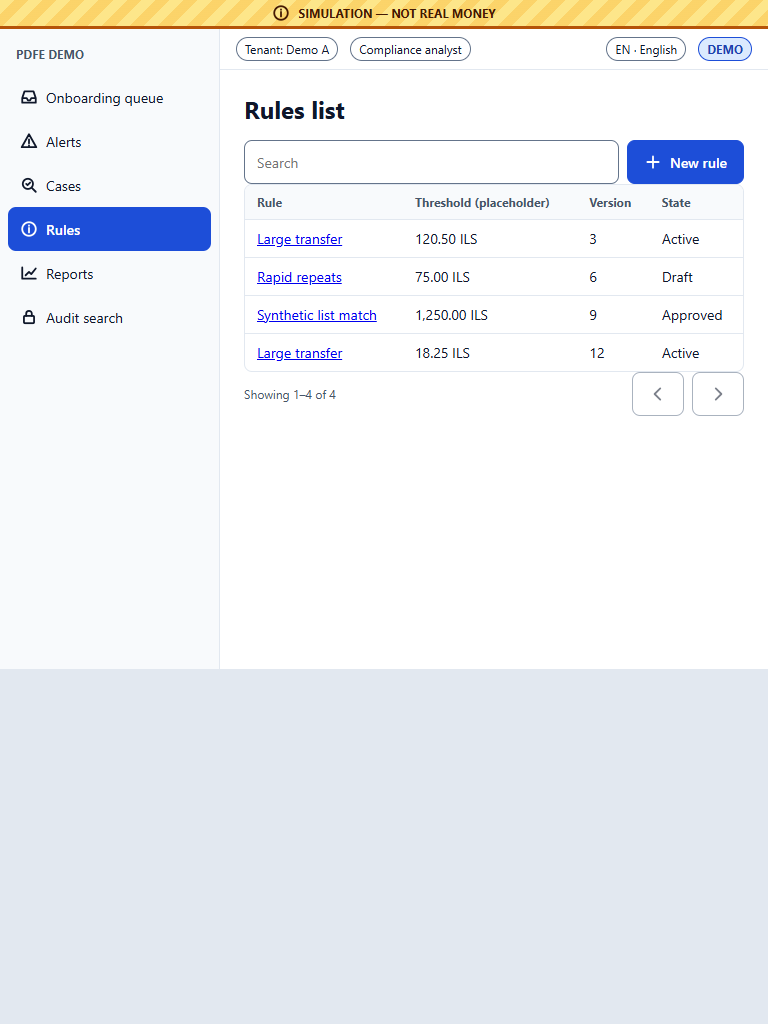 SIMULATION — NOT REAL MONEY
PDFE DEMO
Onboarding queue
Alerts
Cases
Rules
Reports
Audit search
Tenant: Demo A
Compliance analyst
EN · English
DEMO
Rules list
Search
New rule
Rule Threshold (placeholder) Version State
Large transfer 120.50 ILS 3 Active
Rapid repeats 75.00 ILS 6 Draft
Synthetic list match 1,250.00 ILS 9 Approved
Large transfer 18.25 ILS 12 Active
Showing 1–4 of 4